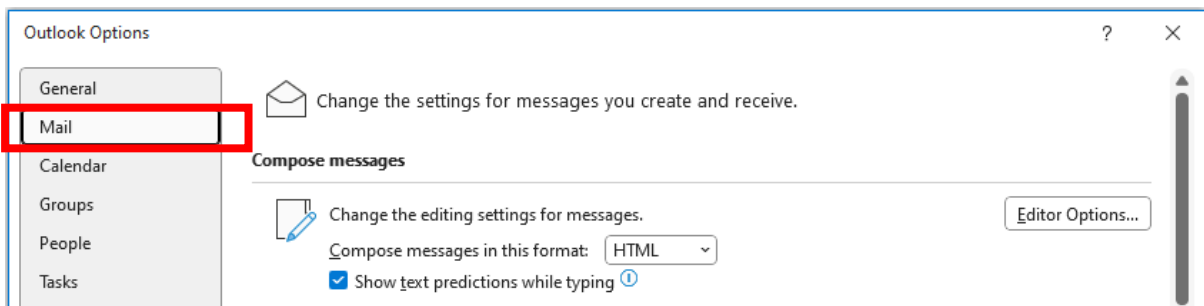 Outlook Options ?
General
Mail
Calendar
Groups
People
Tasks
Change the settings for messages you create and receive.
Compose messages
Change the editing settings for messages.
Editor Options...
Compose messages in this format: HTML
Show text predictions while typing